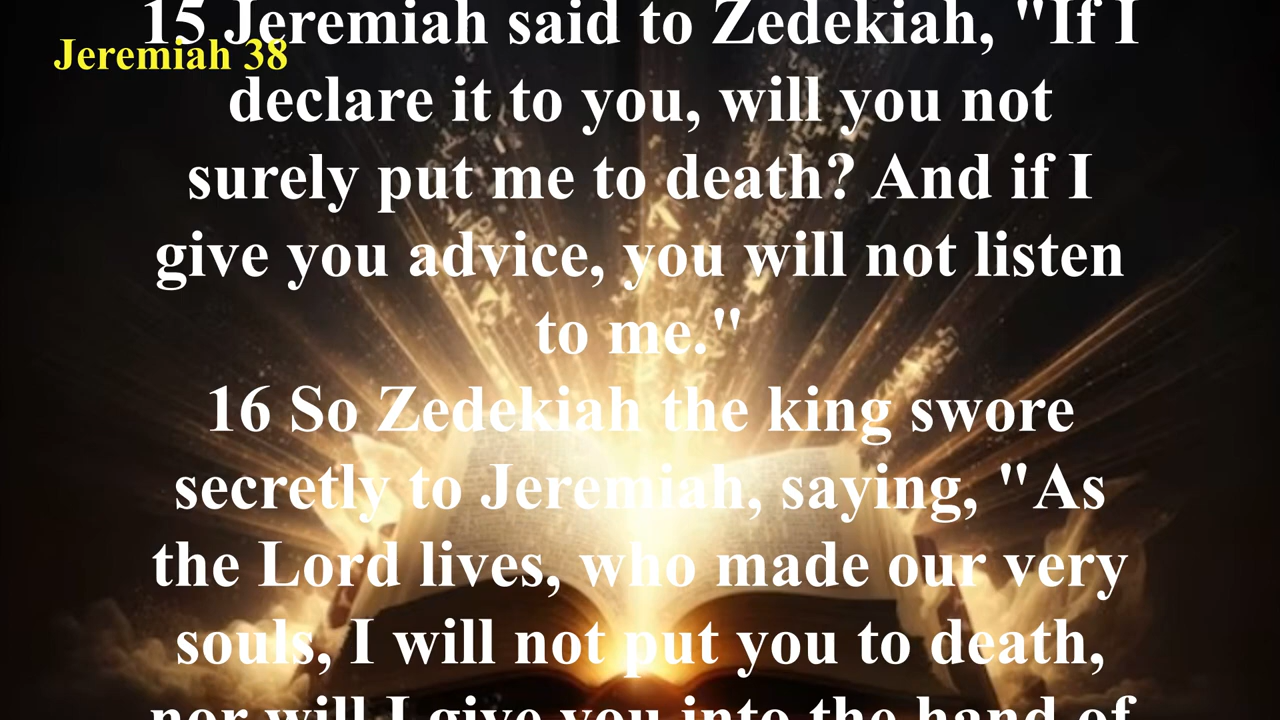 15 Jeremiah said to Zedekiah, "If I
Jeremiah 38
declare it to you, will you not
surely put me to death? And if I
give you advice, you will not listen
to me."
16 So Zedekiah the king swore
secretly to Jeremiah, saying, "As
the Lord lives, who made our very
souls, I will not put you to death,
nor will I give you into the hand of